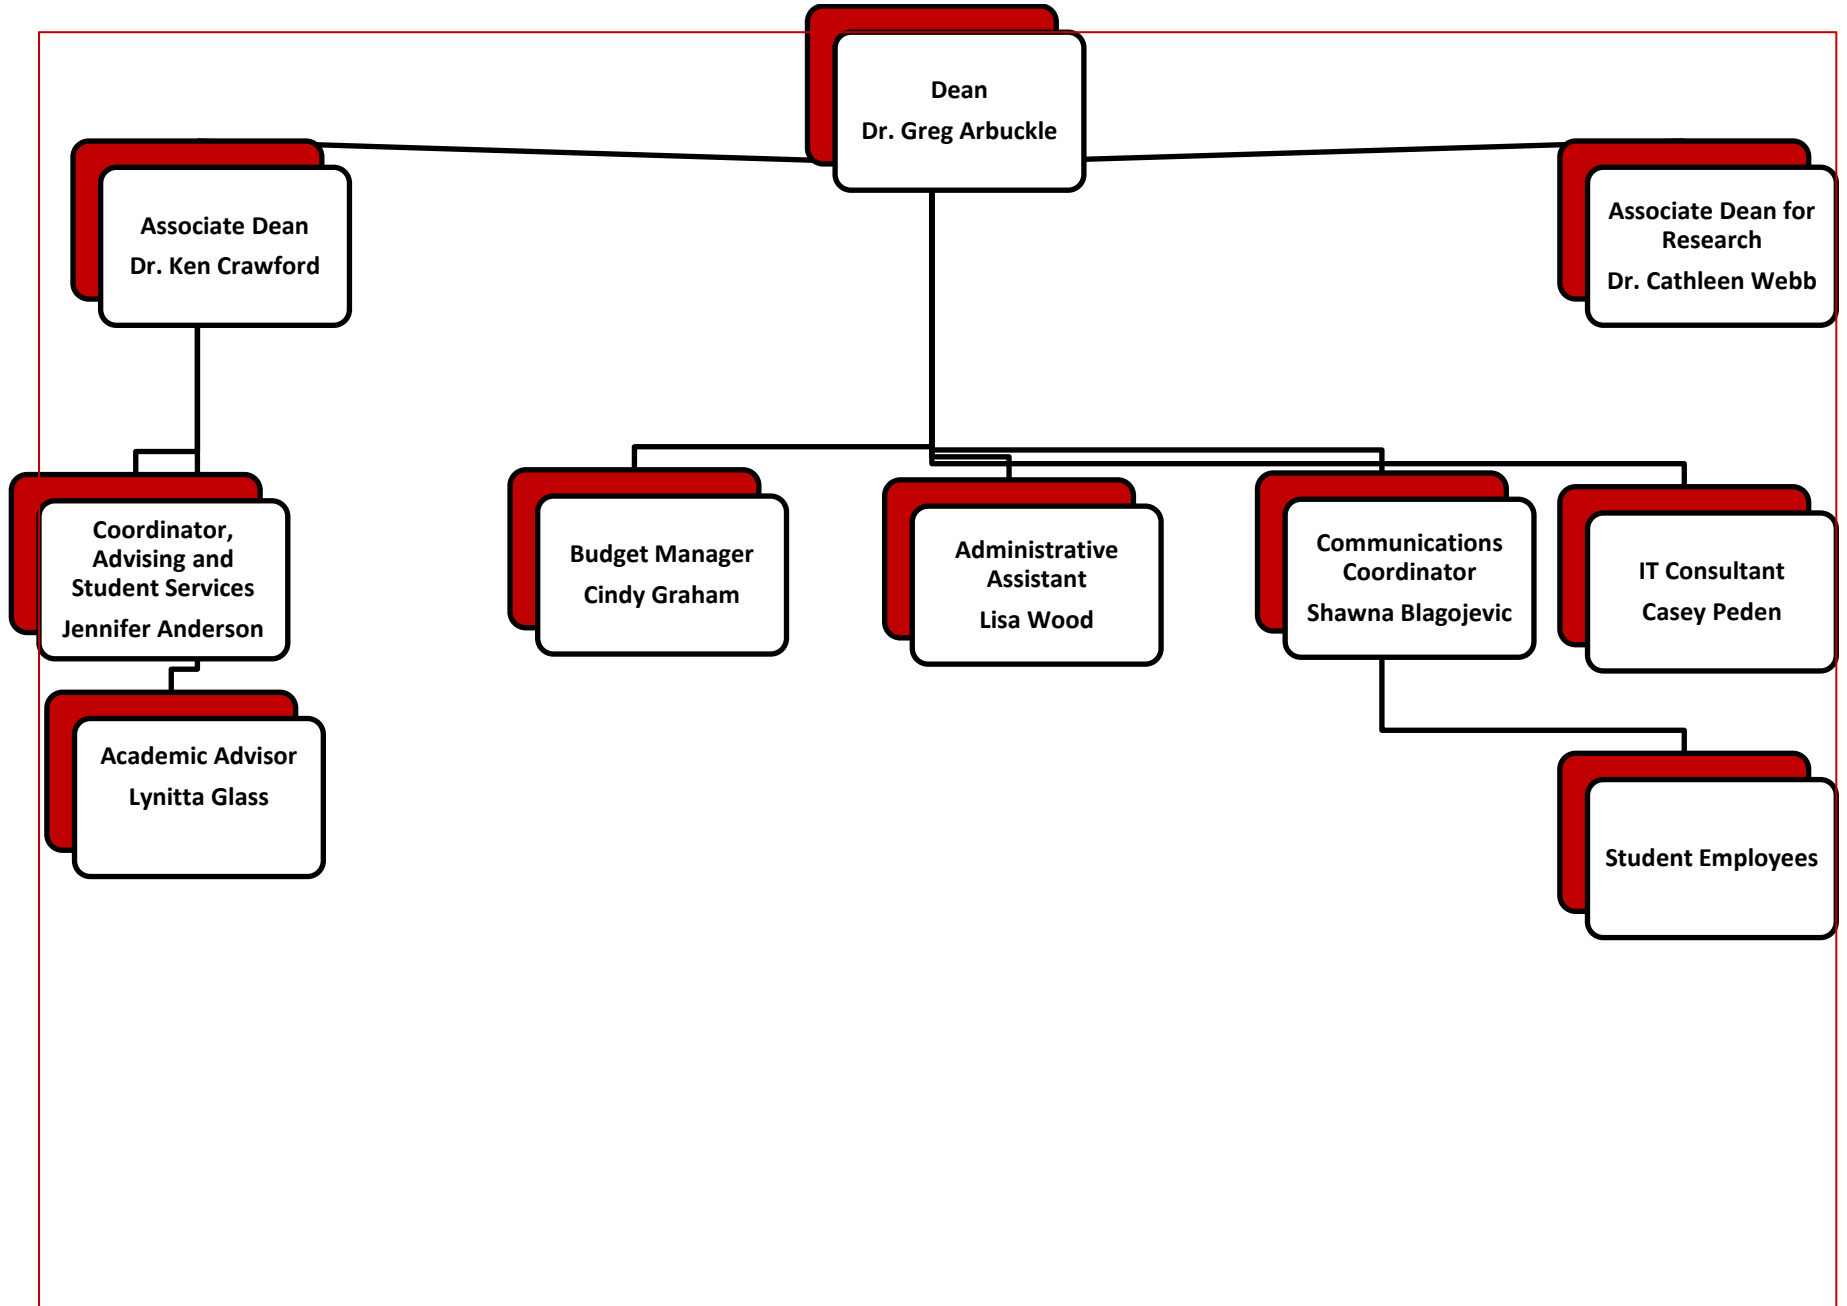 Dean
Dr. Greg Arbuckle
Associate Dean
Dr. Ken Crawford
Associate Dean for
Research
Dr. Cathleen Webb
Coordinator,
Advising and
Student Services
Jennifer Anderson
Budget Manager
Cindy Graham
Administrative
Assistant
Lisa Wood
Communications
Coordinator
Shawna Blagojevic
IT Consultant
Casey Peden
Academic Advisor
Lynitta Glass
Student Employees